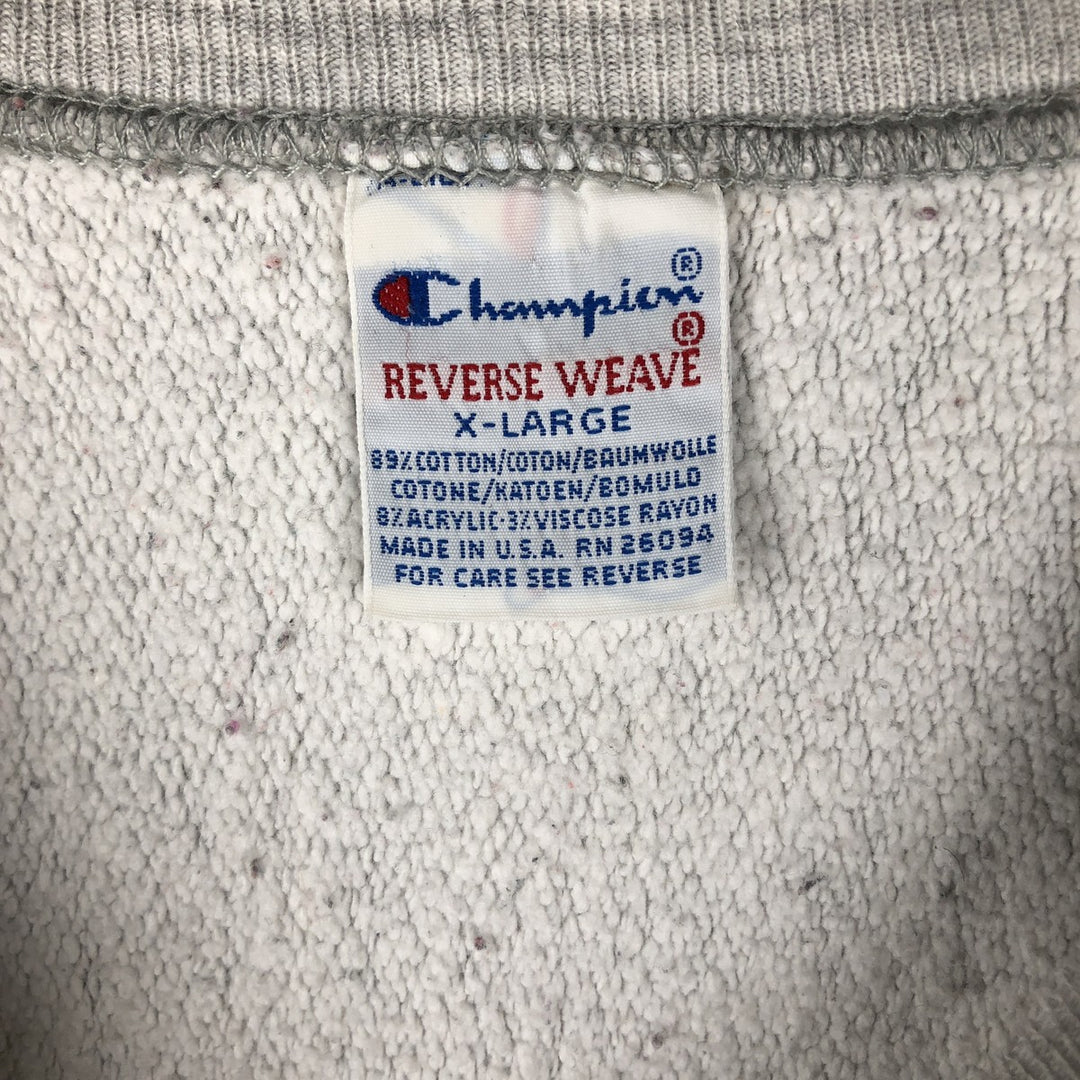 Champion®
®
REVERSE WEAVE
X-LARGE
89% COTTON/COTON/BAUMWOLLE
COTONE/KATOEN/BOMULD
8% ACRYLIC-3% VISCOSE RAYON
MADE IN U.S.A. RN 26094
FOR CARE SEE REVERSE